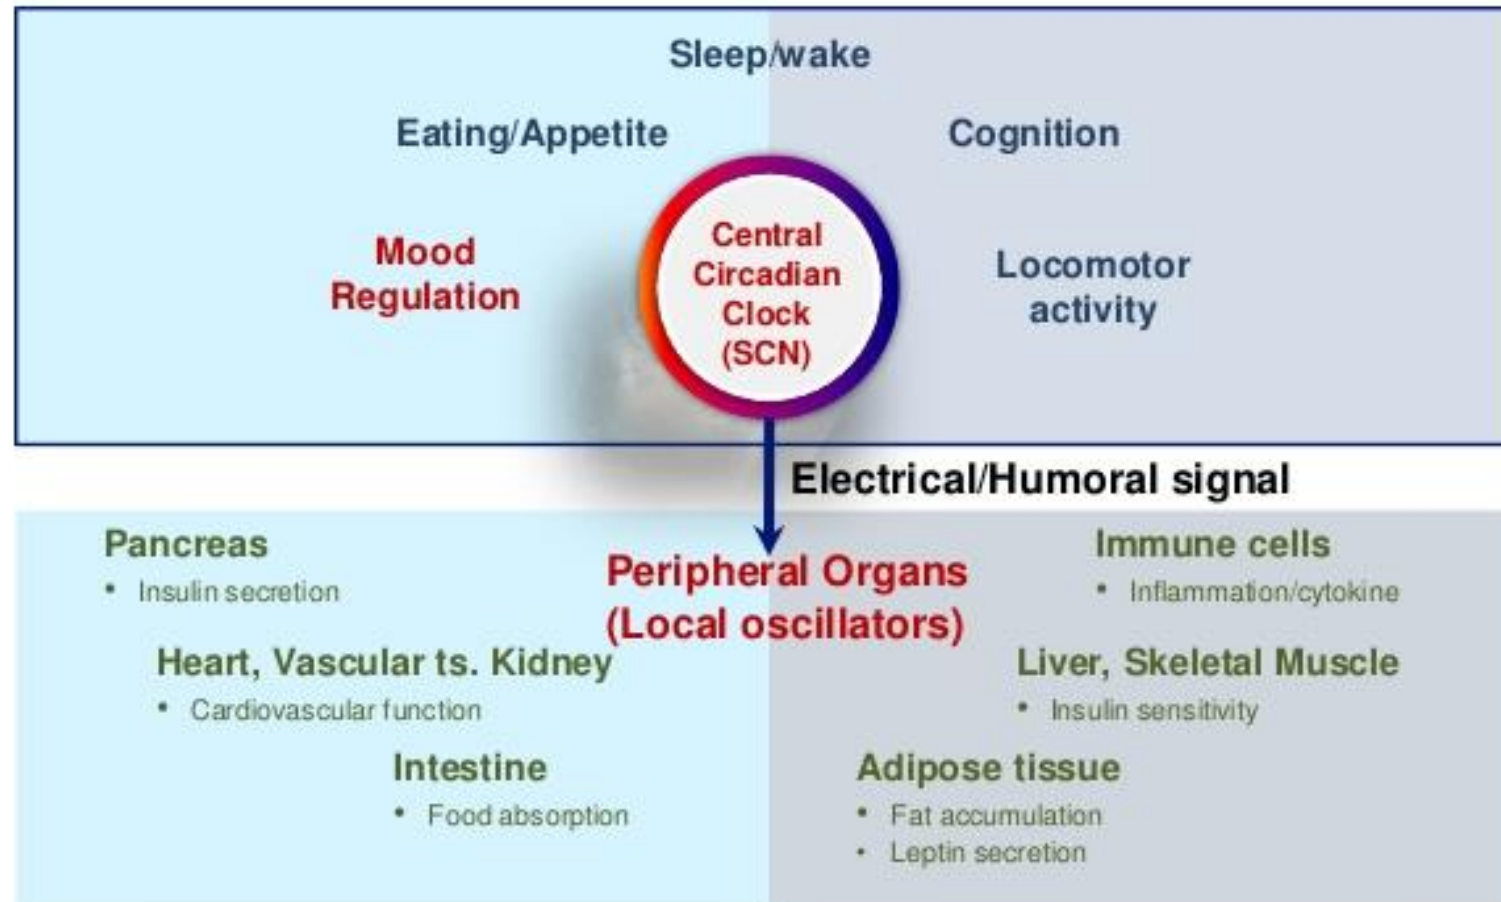 Sleep/wake
Eating/Appetite
Cognition
Mood
Regulation
Central
Circadian
Clock
(SCN)
Locomotor
activity
Electrical/Humoral signal
Peripheral Organs
(Local oscillators)
Pancreas
• Insulin secretion
Heart, Vascular ts. Kidney
• Cardiovascular function
Intestine
• Food absorption
Immune cells
• Inflammation/cytokine
Liver, Skeletal Muscle
• Insulin sensitivity
Adipose tissue
• Fat accumulation
• Leptin secretion